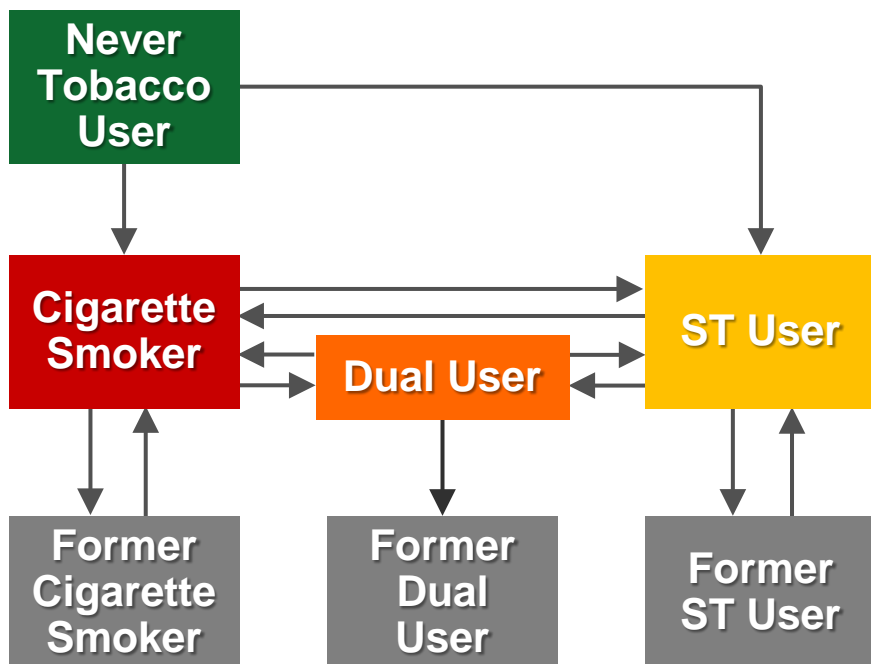 Never
Tobacco
User
Cigarette
Smoker
Dual User
ST User
Former
Cigarette
Smoker
Former
Dual
User
Former
ST User